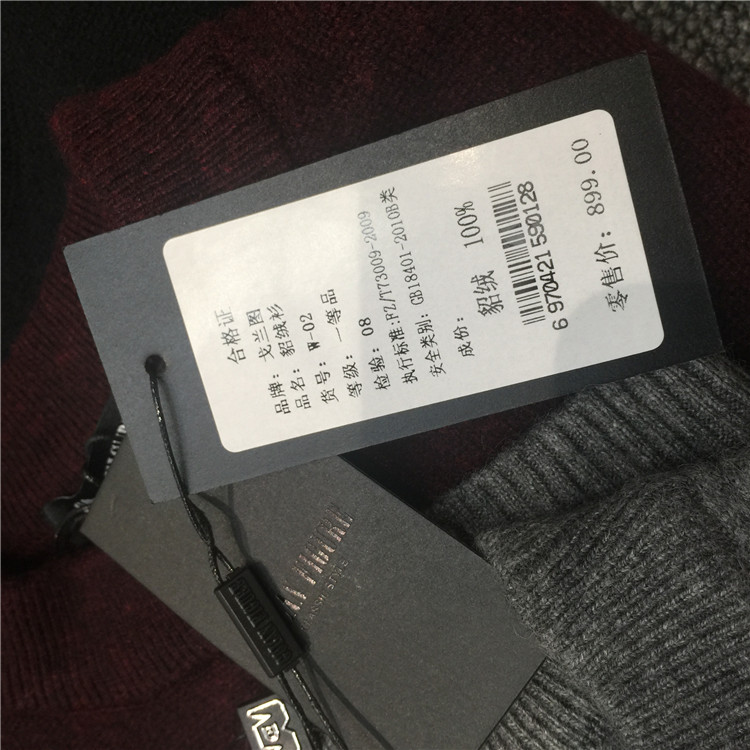 合格证
品牌: 戈兰图
品名: 貂绒衫
货号: W-02
等级: 一等品
检验: 08
执行标准:FZ/T73009-2009
安全类别: GB18401-2010B类
成份:
貂绒 100%
6 970421 590128
零售价: 899.00